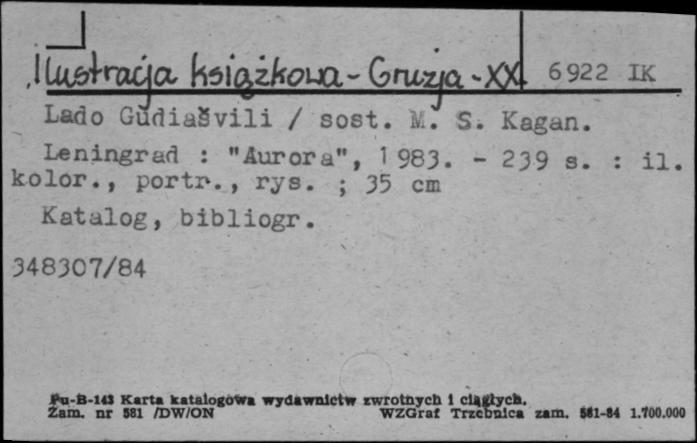 Ilustracja książkowa - Gruzja - XX 6922 IK
Lado Gudiašvili / sost. M. S. Kagan.
Leningrad : "Aurora", 1983. - 239 s. : il.
kolor., portr., rys. ; 35 cm
Katalog, bibliogr.
348307/84
Pu-B-143 Karta katalogowa wydawnictw zwrotnych i ciągłych.
Zam. nr 581 /DW/ON WZGraf Trzebnica zam. 581-84 1.700.000